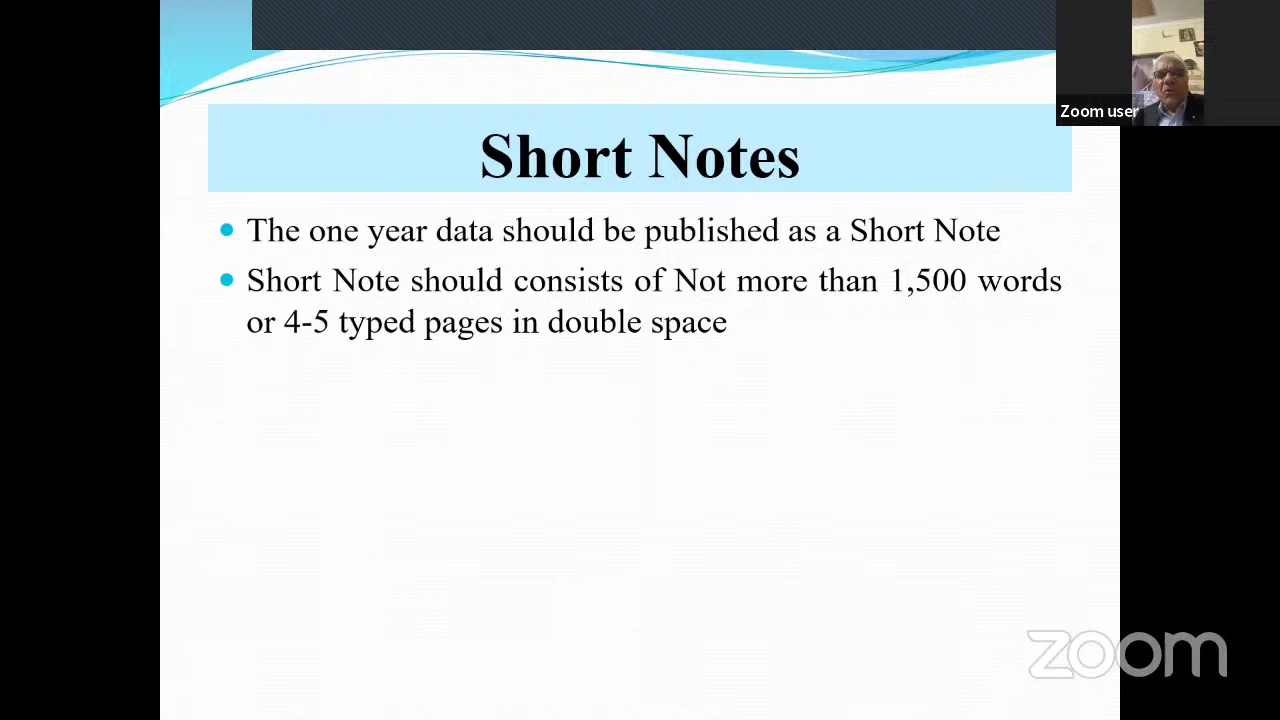 Zoom user
Short Notes
The one year data should be published as a Short Note
Short Note should consists of Not more than 1,500 words
or 4-5 typed pages in double space
zoom